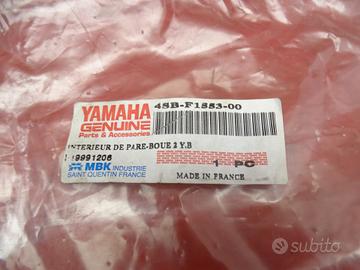 YAMAHA
GENUINE
Parts & Accessories
4SB-F1553-00
INTERIEUR DE PARE-BOUE 2 Y.B
19991208
1 PC
MBK INDUSTRIE
SAINT QUENTIN FRANCE
MADE IN FRANCE
subito